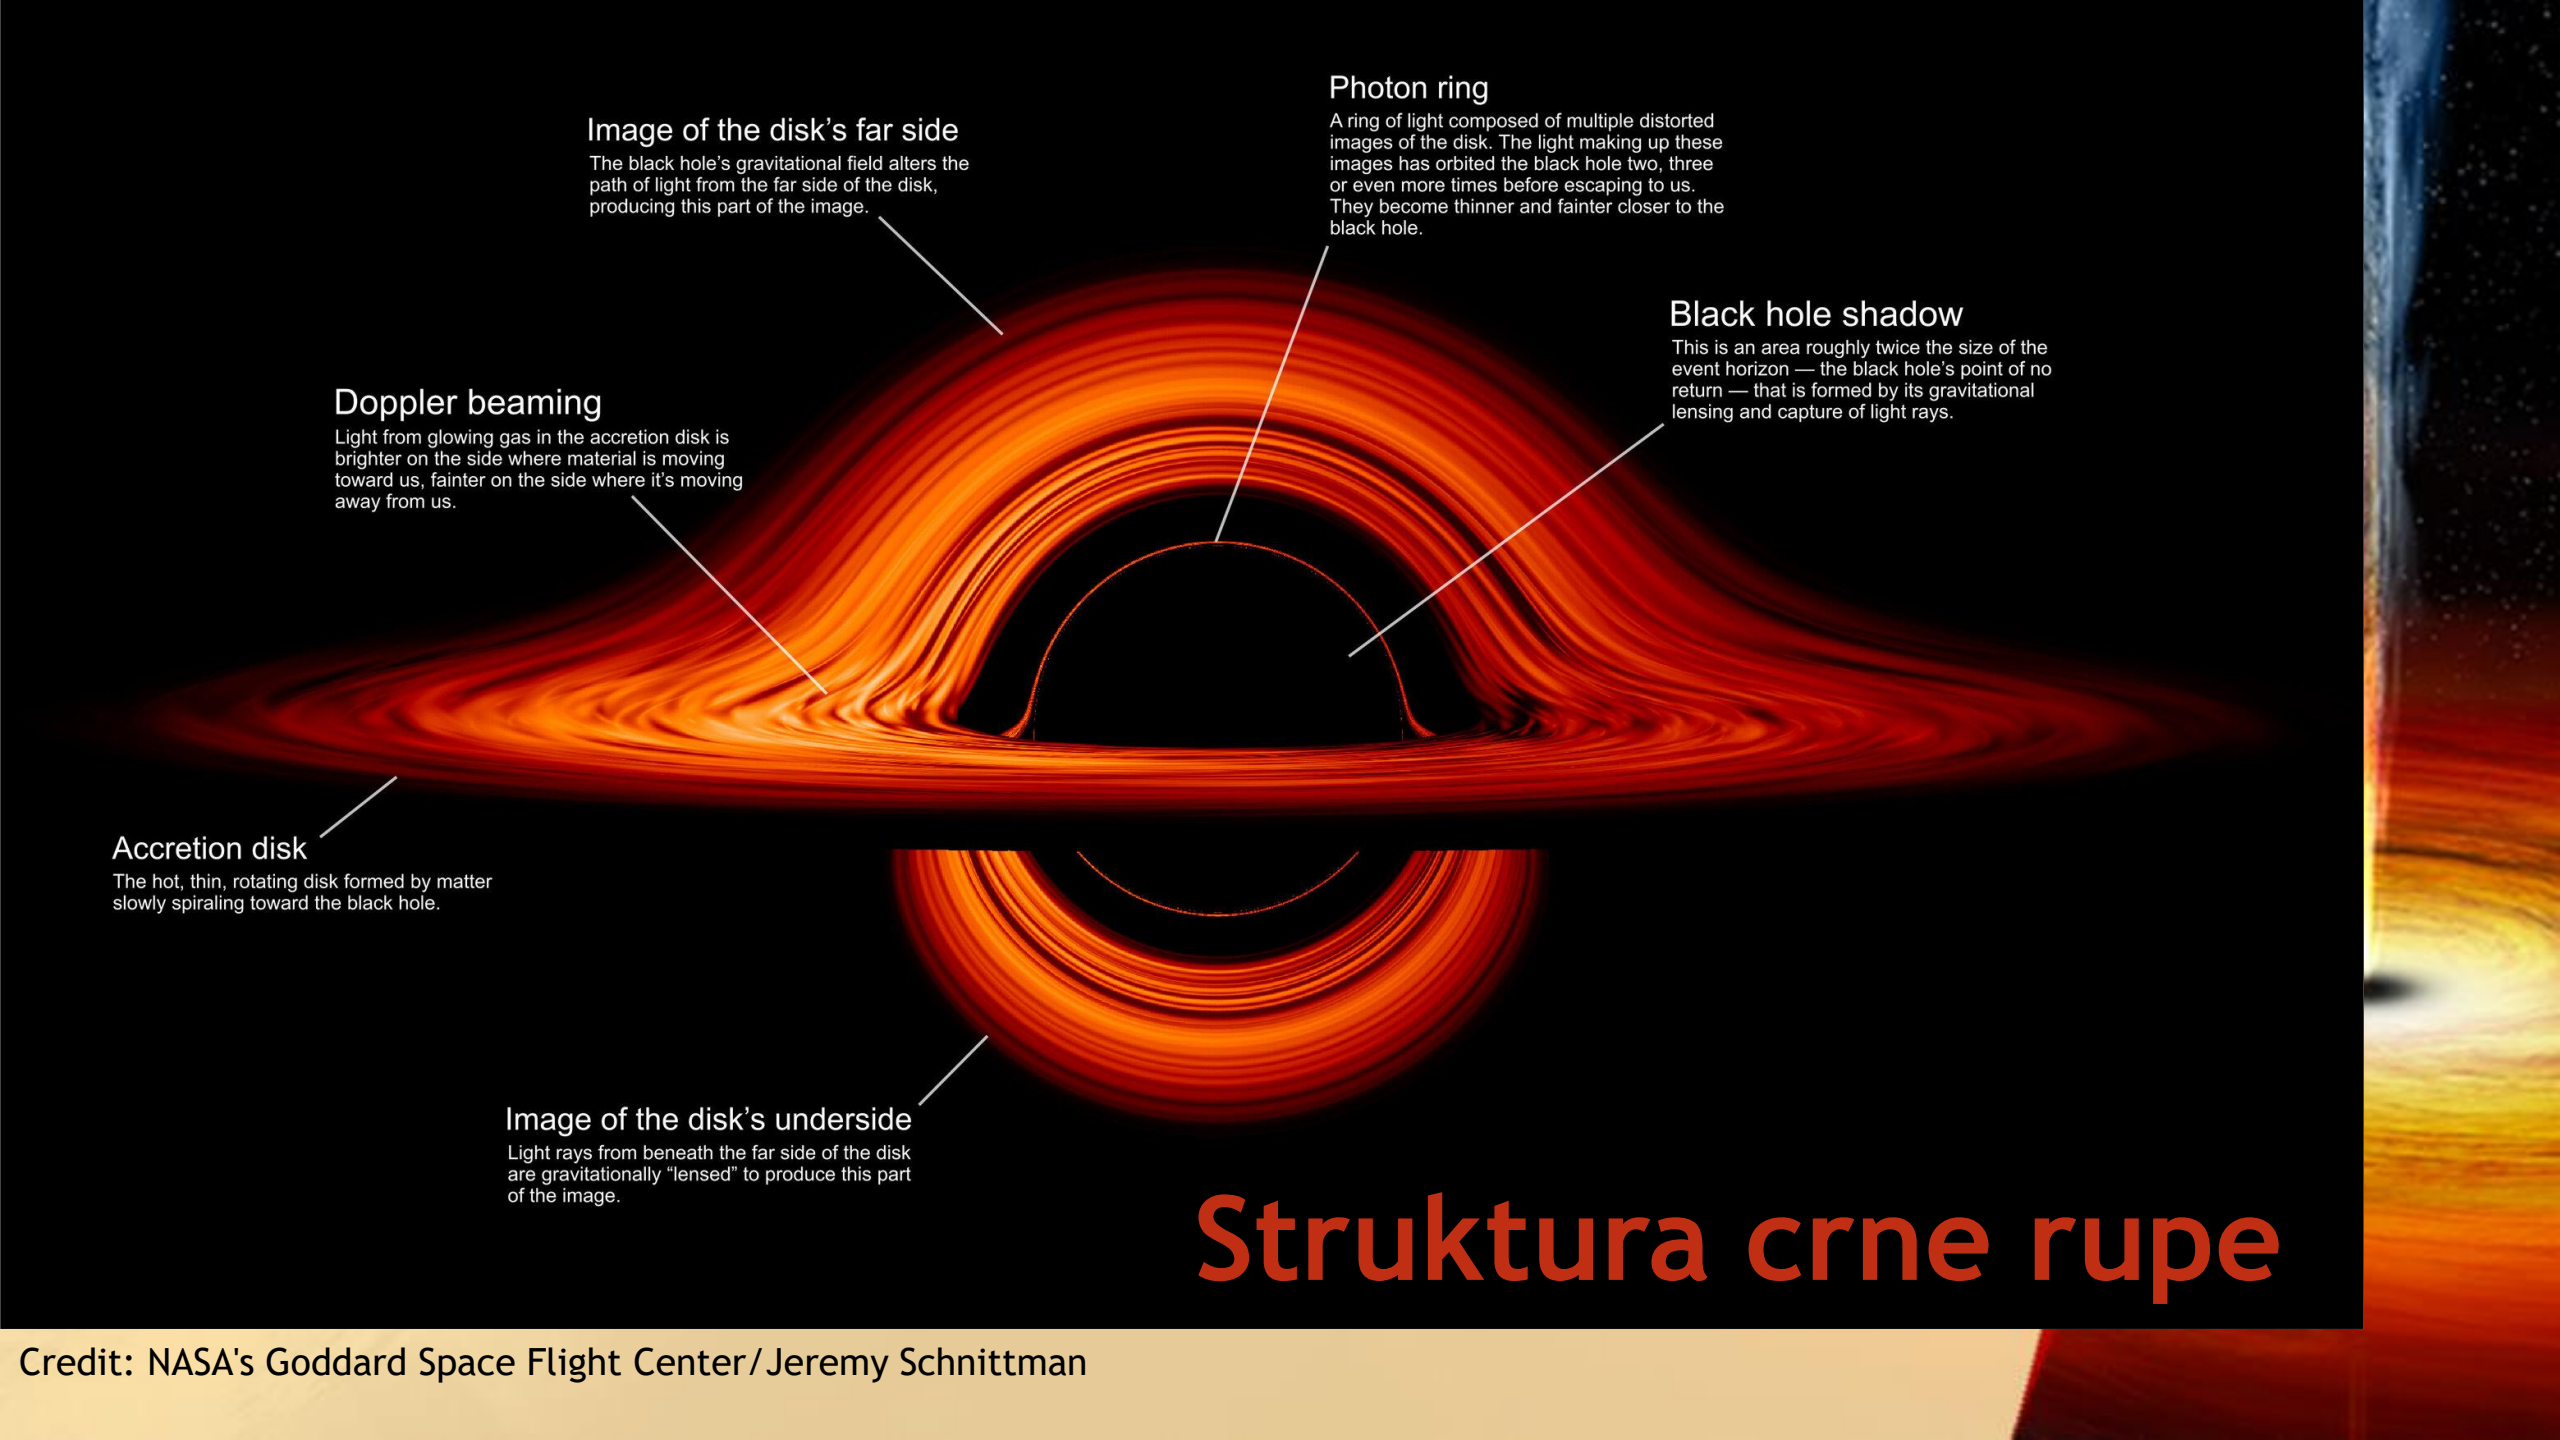 Photon ring
A ring of light composed of multiple distorted
images of the disk. The light making up these
images has orbited the black hole two, three
or even more times before escaping to us.
They become thinner and fainter closer to the
black hole.
Image of the disk’s far side
The black hole’s gravitational field alters the
path of light from the far side of the disk,
producing this part of the image.
Black hole shadow
This is an area roughly twice the size of the
event horizon — the black hole’s point of no
return — that is formed by its gravitational
lensing and capture of light rays.
Doppler beaming
Light from glowing gas in the accretion disk is
brighter on the side where material is moving
toward us, fainter on the side where it’s moving
away from us.
Accretion disk
The hot, thin, rotating disk formed by matter
slowly spiraling toward the black hole.
Image of the disk’s underside
Light rays from beneath the far side of the disk
are gravitationally “lensed” to produce this part
of the image.
Struktura crne rupe
Credit: NASA's Goddard Space Flight Center/Jeremy Schnittman